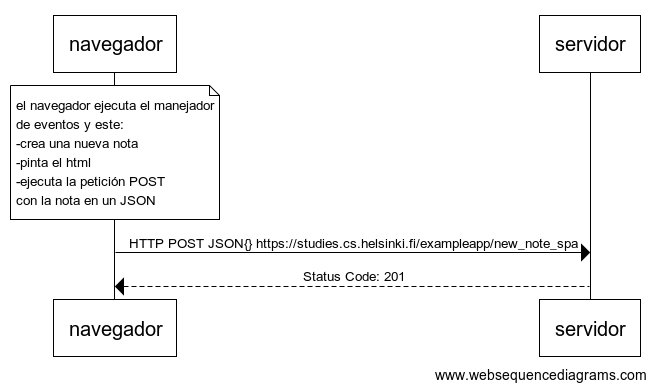 navegador
servidor
el navegador ejecuta el manejador
de eventos y este:
-crea una nueva nota
-pinta el html
-ejecuta la petición POST
con la nota en un JSON
HTTP POST JSON{} https://studies.cs.helsinki.fi/exampleapp/new_note_spa
Status Code: 201
navegador
servidor
www.websequencediagrams.com